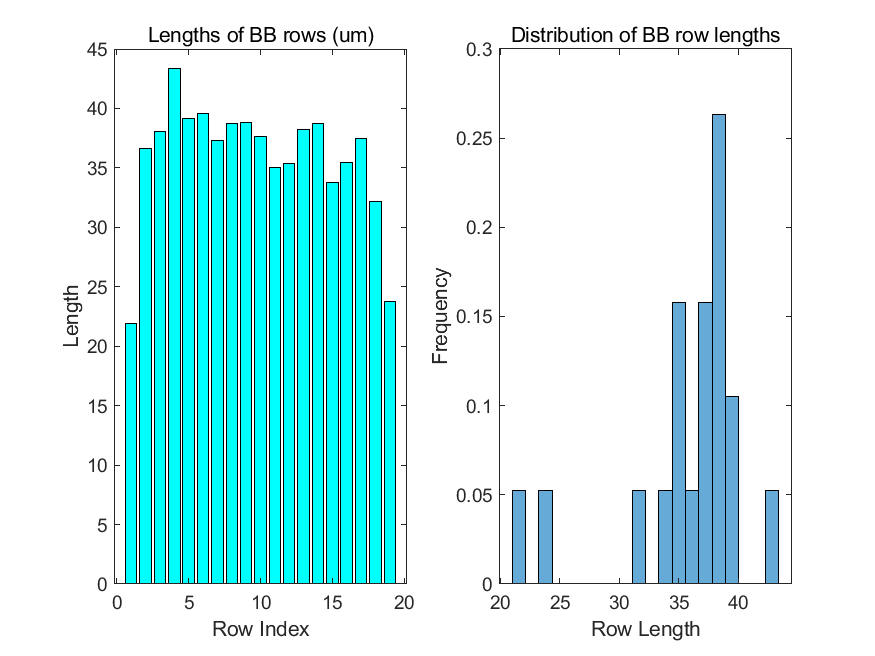 Lengths of BB rows (um)
45
40
35
30
25
20
15
10
5
0
Length
0 5 10 15 20
Row Index
Distribution of BB row lengths
0.3
0.25
0.2
0.15
0.1
0.05
0
Frequency
20 25 30 35 40
Row Length